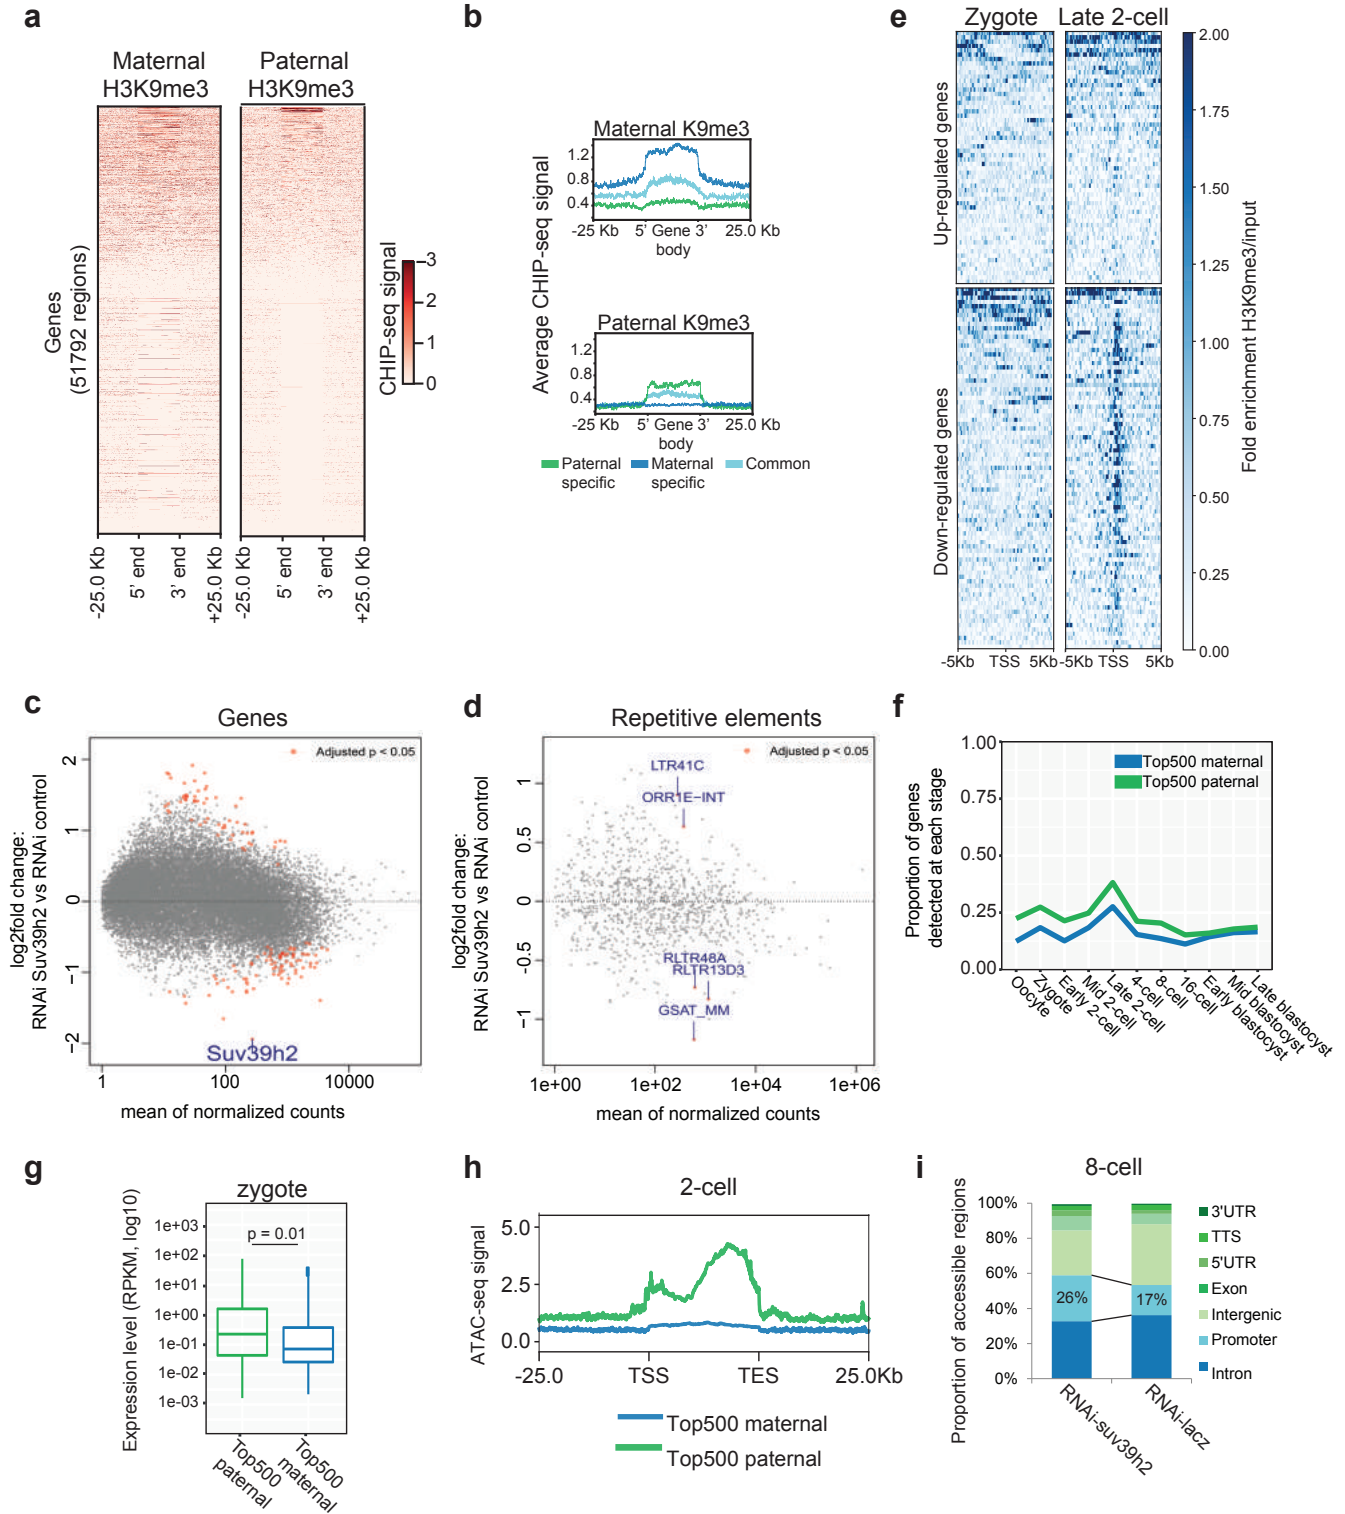 a
Maternal
H3K9me3
Paternal
H3K9me3
Genes
(51792 regions)
-25.0 Kb
5' end
3' end
+25.0 Kb
-25.0 Kb
5' end
3' end
+25.0 Kb
CHIP-seq signal
3
2
1
0
b
Average CHIP-seq signal
Maternal K9me3
1.2
0.8
0.4
-25 Kb 5' Gene 3' 25.0 Kb
body
Paternal K9me3
1.2
0.8
0.4
-25 Kb 5' Gene 3' 25.0 Kb
body
Paternal specific
Maternal specific
Common
e
Zygote Late 2-cell
Up-regulated genes
Down-regulated genes
-5Kb TSS 5Kb -5Kb TSS 5Kb
2.00
1.75
1.50
1.25
1.00
0.75
0.50
0.25
0.00
Fold enrichment H3K9me3/input
c
Genes
Adjusted p < 0.05
log2fold change:
RNAi Suv39h2 vs RNAi control
2
1
0
−1
−2
Suv39h2
1 100 10000
mean of normalized counts
d
Repetitive elements
Adjusted p < 0.05
log2fold change:
RNAi Suv39h2 vs RNAi control
1
0.5
0
-0.5
−1
LTR41C
ORR1E−INT
RLTR48A
RLTR13D3
GSAT_MM
1e+00 1e+02 1e+04 1e+06
mean of normalized counts
f
Proportion of genes
detected at each stage
1.00
0.75
0.50
0.25
0.00
Top500 maternal
Top500 paternal
Oocyte
Zygote
Early 2-cell
Mid 2-cell
Late 2-cell
4-cell
8-cell
16-cell
Early blastocyst
Mid blastocyst
Late blastocyst
g
zygote
Expression level (RPKM, log10)
1e+03
1e+02
1e+01
1e+00
1e-01
1e-02
1e-03
p = 0.01
Top500
paternal
Top500
maternal
h
2-cell
ATAC-seq signal
5.0
2.5
0.0
-25.0 TSS TES 25.0Kb
Top500 maternal
Top500 paternal
i
8-cell
Proportion of accessible regions
100%
80%
60%
40%
20%
0%
26%
17%
RNAi-suv39h2
RNAi-lacz
3'UTR
TTS
5'UTR
Exon
Intergenic
Promoter
Intron